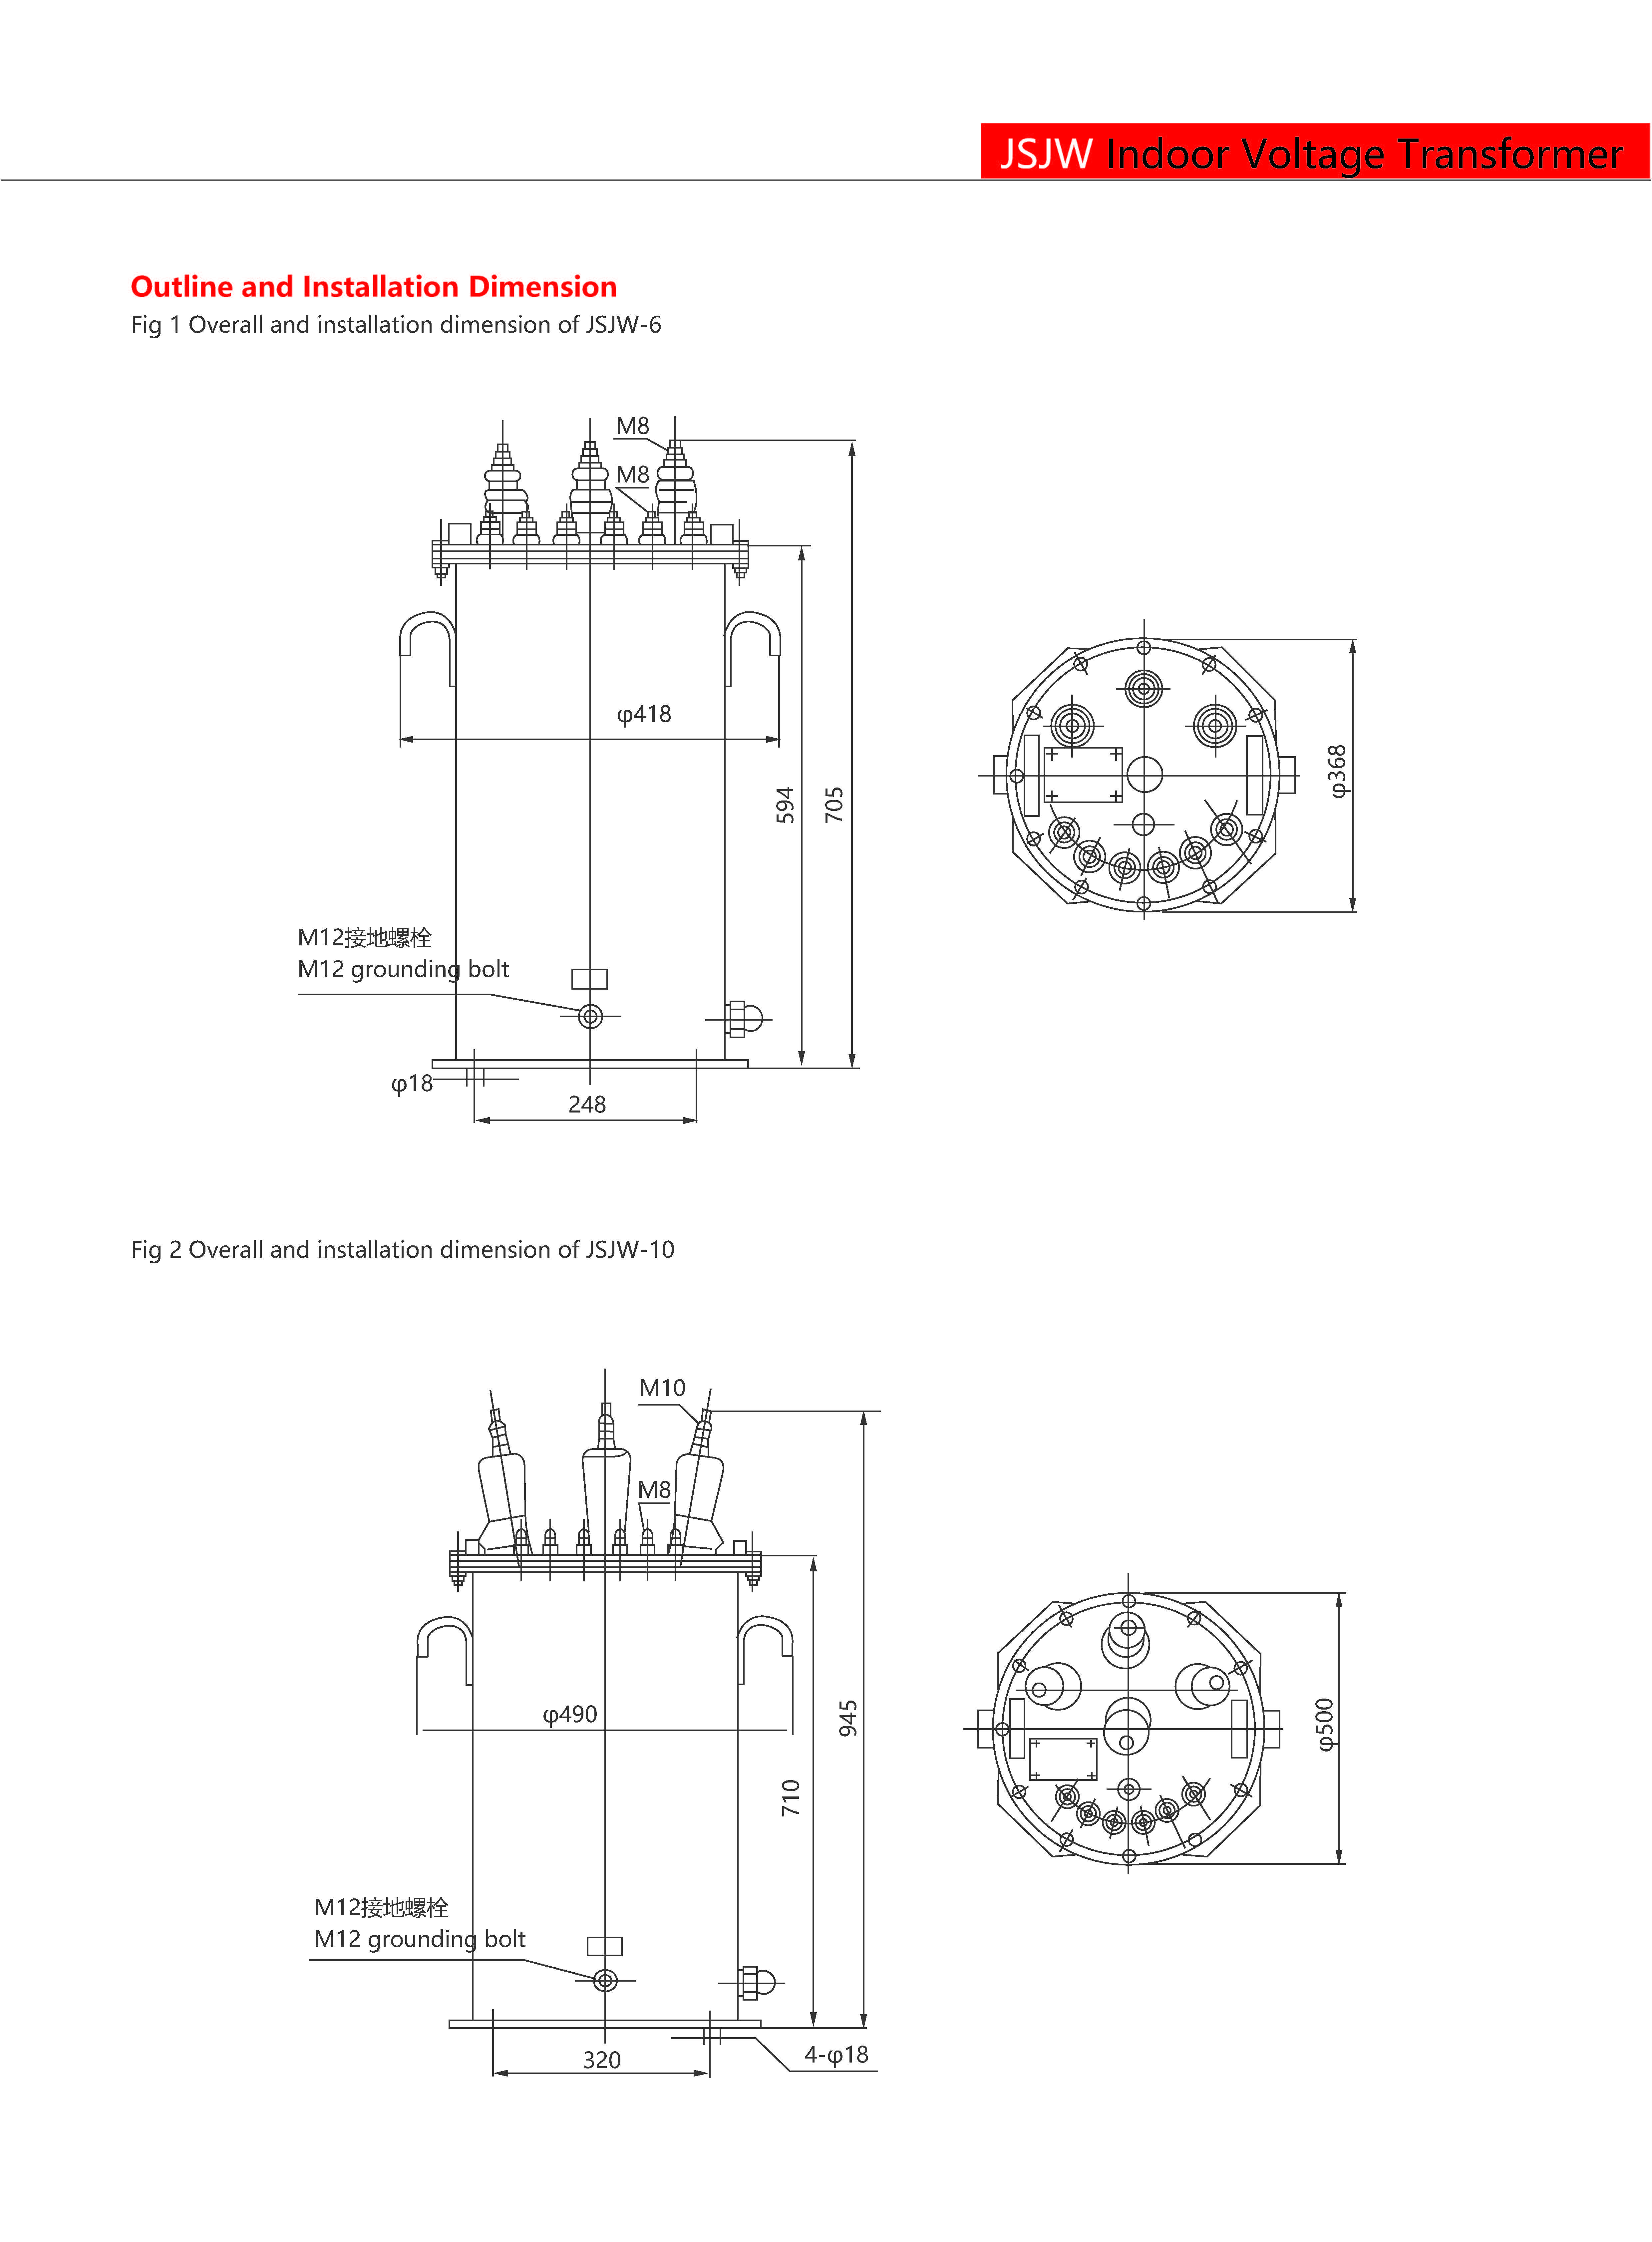 JSJW Indoor Voltage Transformer
Outline and Installation Dimension
Fig 1 Overall and installation dimension of JSJW-6
M8
M8
φ418
594
705
φ368
M12接地螺栓
M12 grounding bolt
φ18
248
Fig 2 Overall and installation dimension of JSJW-10
M10
M8
φ490
945
710
φ500
M12接地螺栓
M12 grounding bolt
320
4-φ18